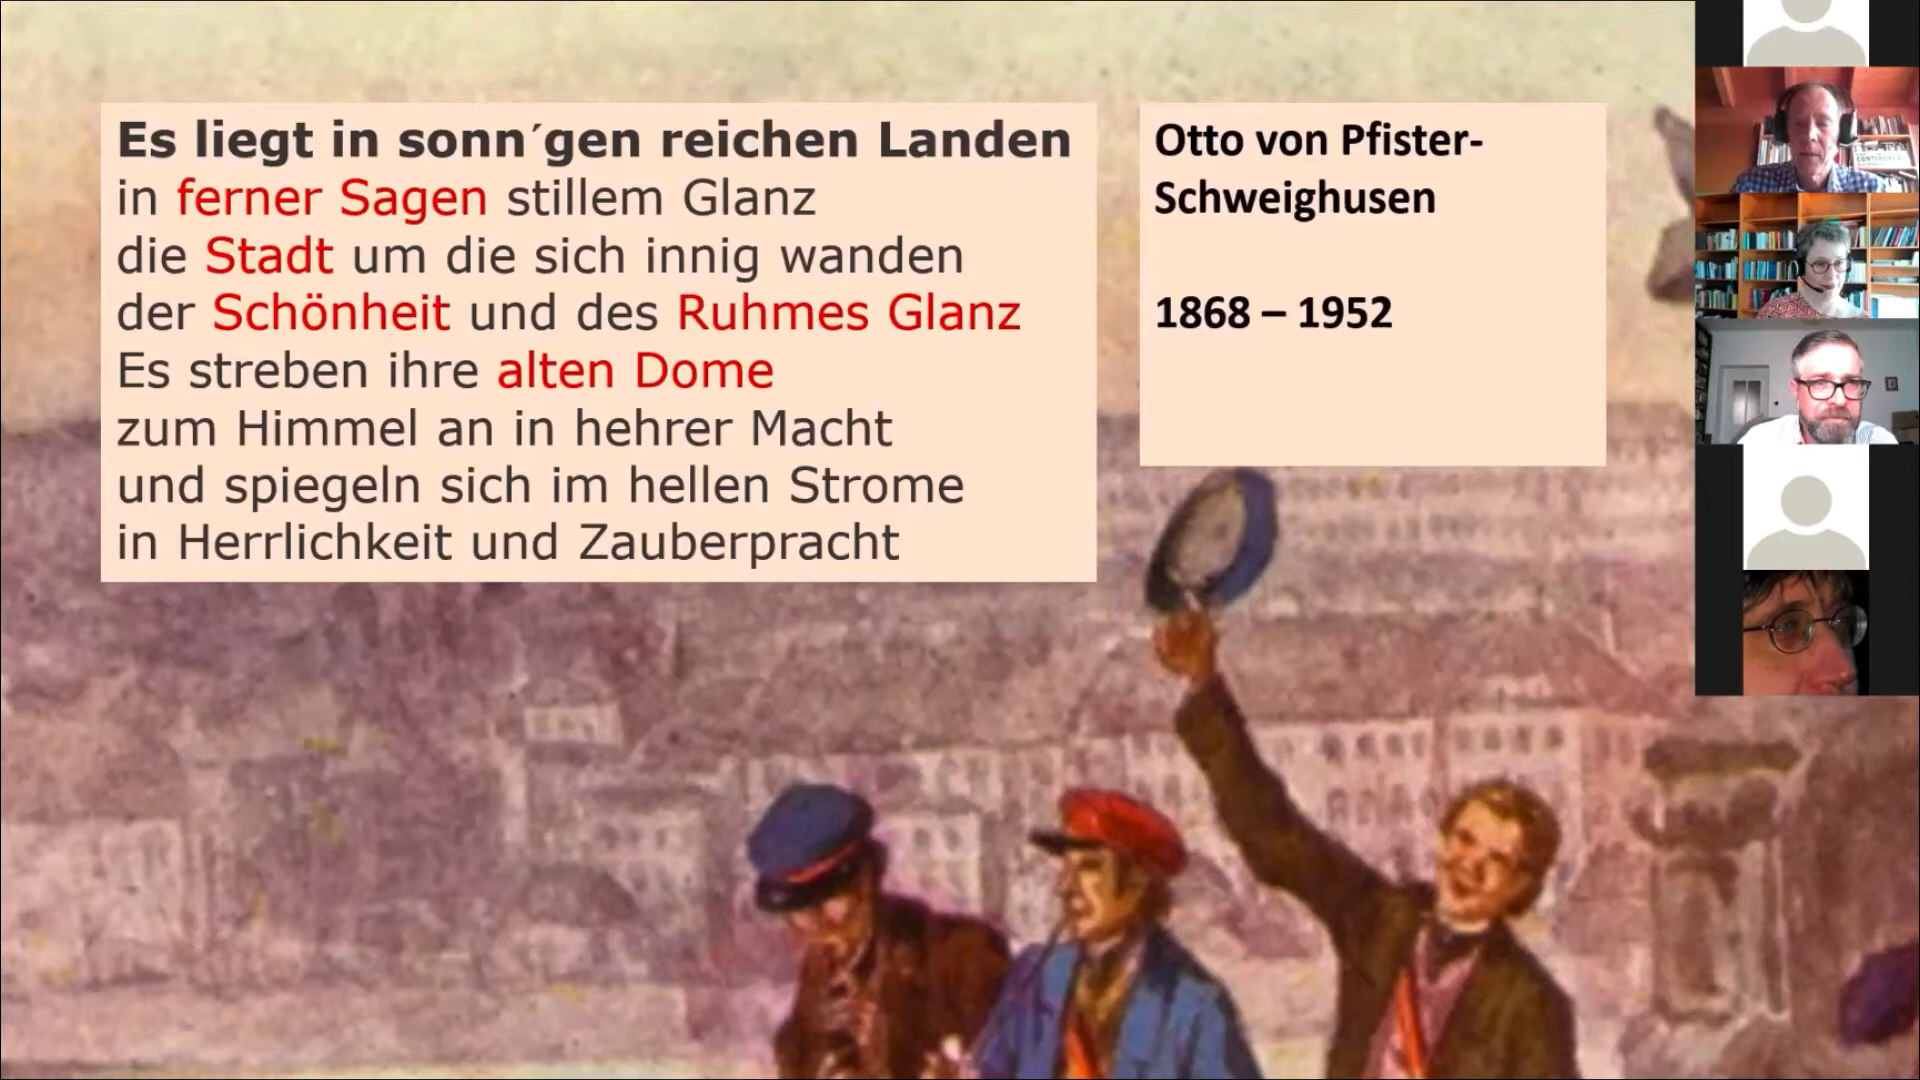 Es liegt in sonn´gen reichen Landen
in ferner Sagen stillem Glanz
die Stadt um die sich innig wanden
der Schönheit und des Ruhmes Glanz
Es streben ihre alten Dome
zum Himmel an in hehrer Macht
und spiegeln sich im hellen Strome
in Herrlichkeit und Zauberpracht
Otto von Pfister-
Schweighusen
1868 – 1952